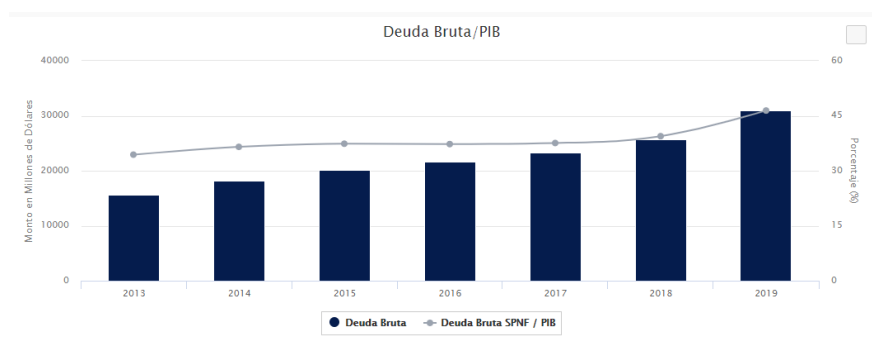 Deuda Bruta/PIB
Monto en Millones de Dólares
40000
30000
20000
10000
0
60
45
30
15
0
Porcentaje (%)
2013 2014 2015 2016 2017 2018 2019
Deuda Bruta Deuda Bruta SPNF / PIB